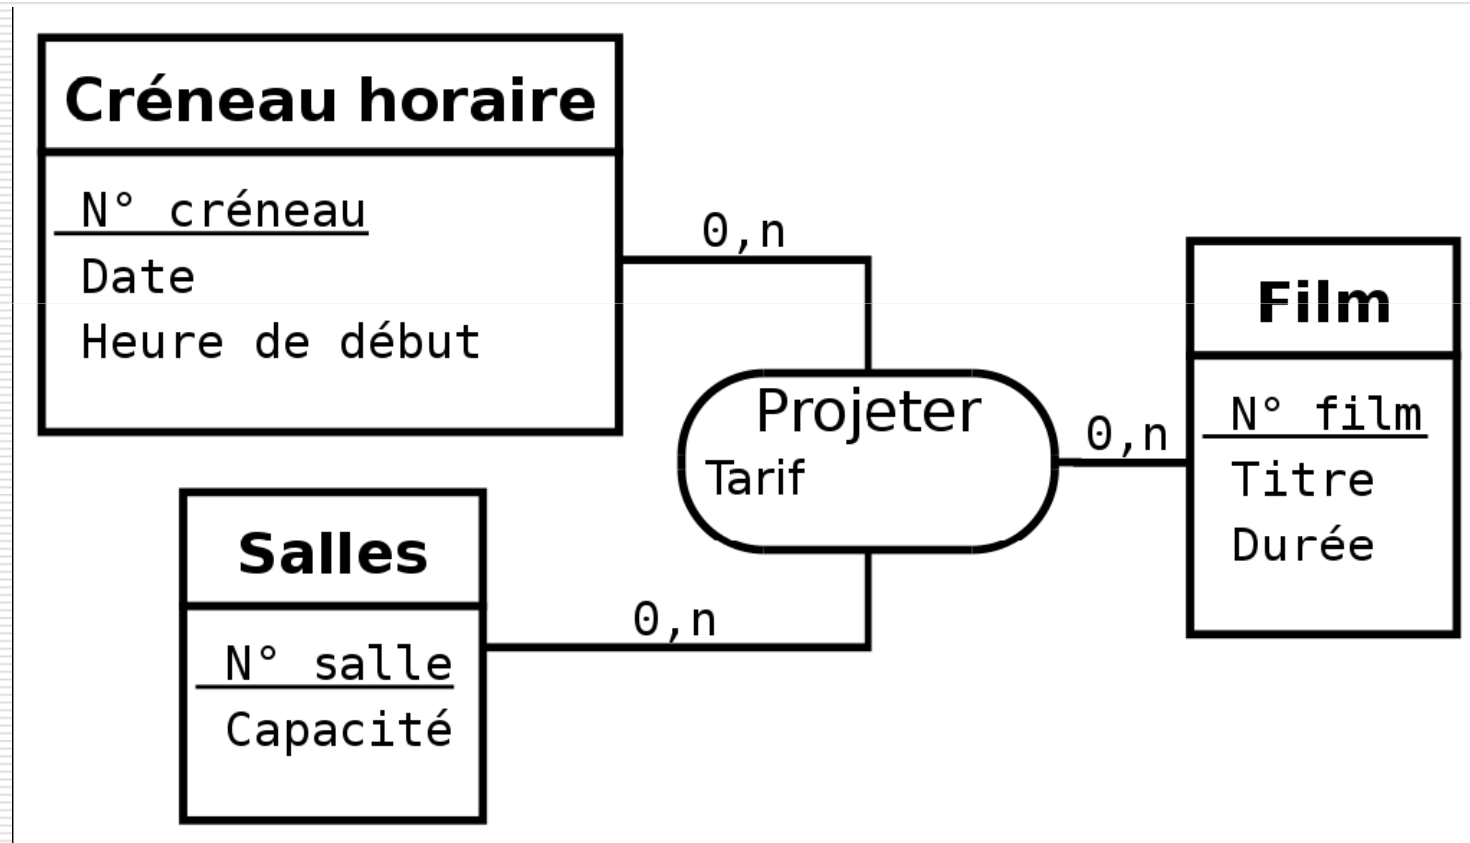 Créneau horaire
N° créneau
Date
Heure de début
0,n
Projeter
Tarif
0,n
Film
N° film
Titre
Durée
Salles
N° salle
Capacité
0,n